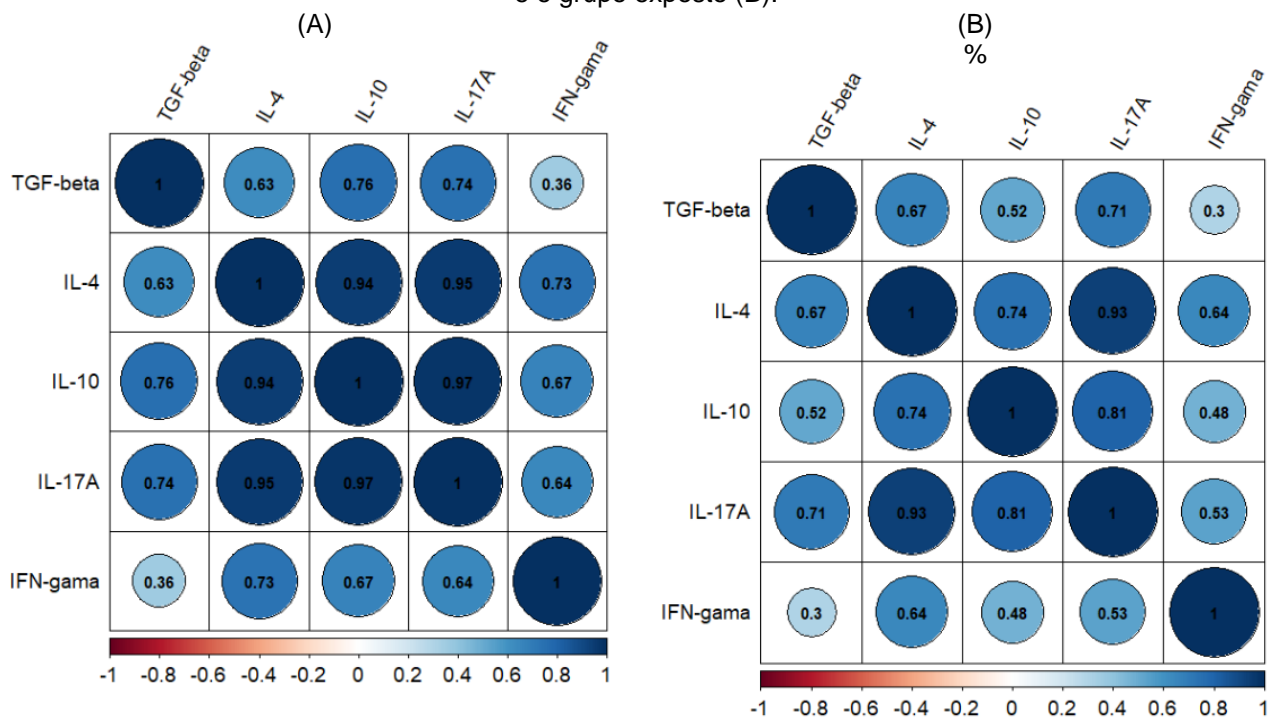 e o grupo exposto (B).
(A)
TGF-beta IL-4 IL-10 IL-17A IFN-gama
TGF-beta 1 0.63 0.76 0.74 0.36
IL-4 0.63 1 0.94 0.95 0.73
IL-10 0.76 0.94 1 0.97 0.67
IL-17A 0.74 0.95 0.97 1 0.64
IFN-gama 0.36 0.73 0.67 0.64 1
-1 -0.8 -0.6 -0.4 -0.2 0 0.2 0.4 0.6 0.8 1
(B)
%
TGF-beta IL-4 IL-10 IL-17A IFN-gama
TGF-beta 1 0.67 0.52 0.71 0.3
IL-4 0.67 1 0.74 0.93 0.64
IL-10 0.52 0.74 1 0.81 0.48
IL-17A 0.71 0.93 0.81 1 0.53
IFN-gama 0.3 0.64 0.48 0.53 1
-1 -0.8 -0.6 -0.4 -0.2 0 0.2 0.4 0.6 0.8 1